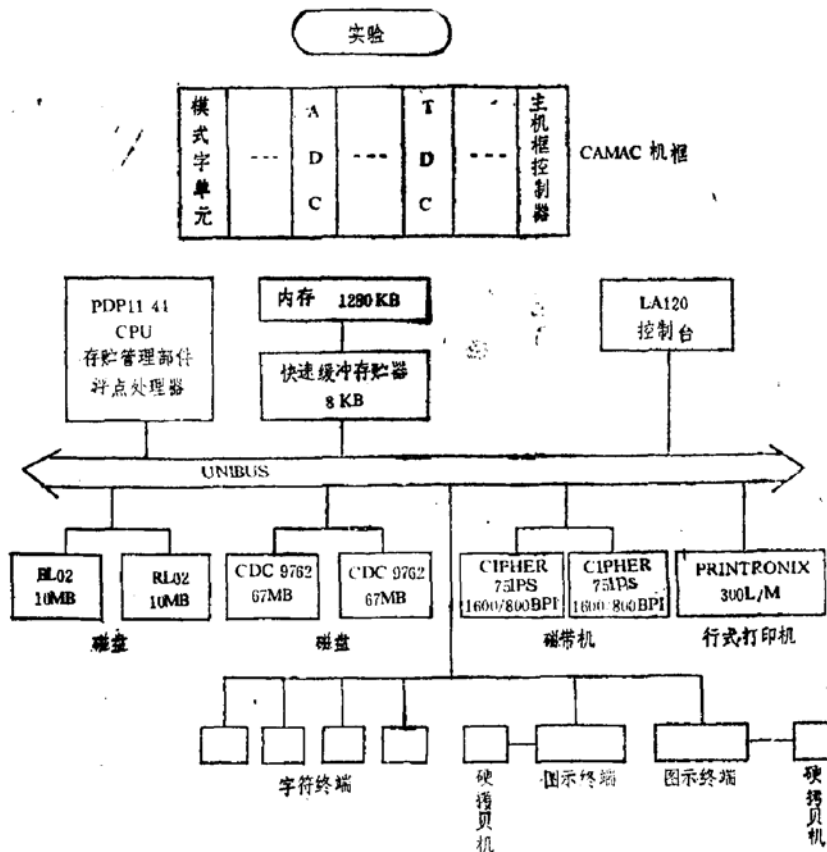 实验
模式字单元
ADC
TDC
主机框控制器
CAMAC 机框
PDP11 44
CPU
存贮管理部件
浮点处理器
内存 1280 KB
快速缓冲存贮器
8 KB
LA120
控制台
UNIBUS
RL02
10MB
RL02
10MB
磁盘
CDC 9762
67MB
CDC 9762
67MB
磁盘
CIPHER
75IPS
1600/800BPI
CIPHER
75IPS
1600/800BPI
磁带机
PRINTRONIX
300L/M
行式打印机
字符终端
硬拷贝机
图示终端
图示终端
硬拷贝机